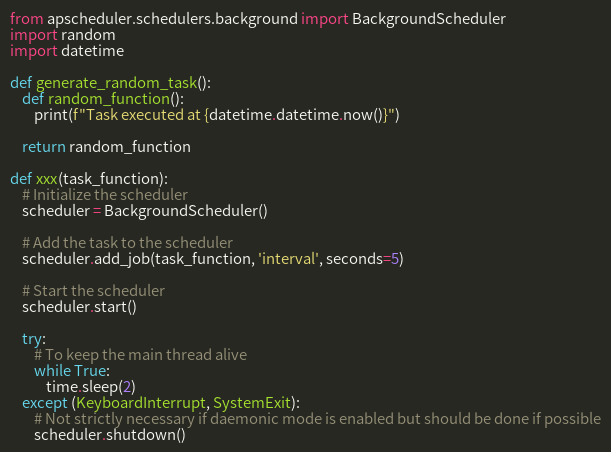 from apscheduler.schedulers.background import BackgroundScheduler
import random
import datetime
def generate_random_task():
def random_function():
print(f"Task executed at {datetime.datetime.now()}")
return random_function
def xxx(task_function):
# Initialize the scheduler
scheduler = BackgroundScheduler()
# Add the task to the scheduler
scheduler.add_job(task_function, 'interval', seconds=5)
# Start the scheduler
scheduler.start()
try:
# To keep the main thread alive
while True:
time.sleep(2)
except (KeyboardInterrupt, SystemExit):
# Not strictly necessary if daemonic mode is enabled but should be done if possible
scheduler.shutdown()